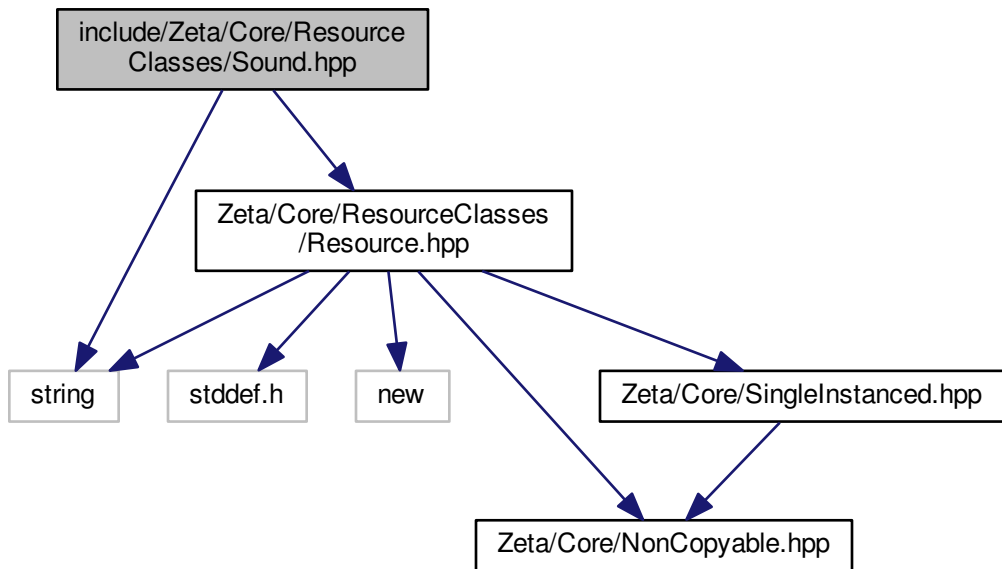 include/Zeta/Core/Resource
Classes/Sound.hpp
Zeta/Core/ResourceClasses
/Resource.hpp
string
stddef.h
new
Zeta/Core/SingleInstanced.hpp
Zeta/Core/NonCopyable.hpp